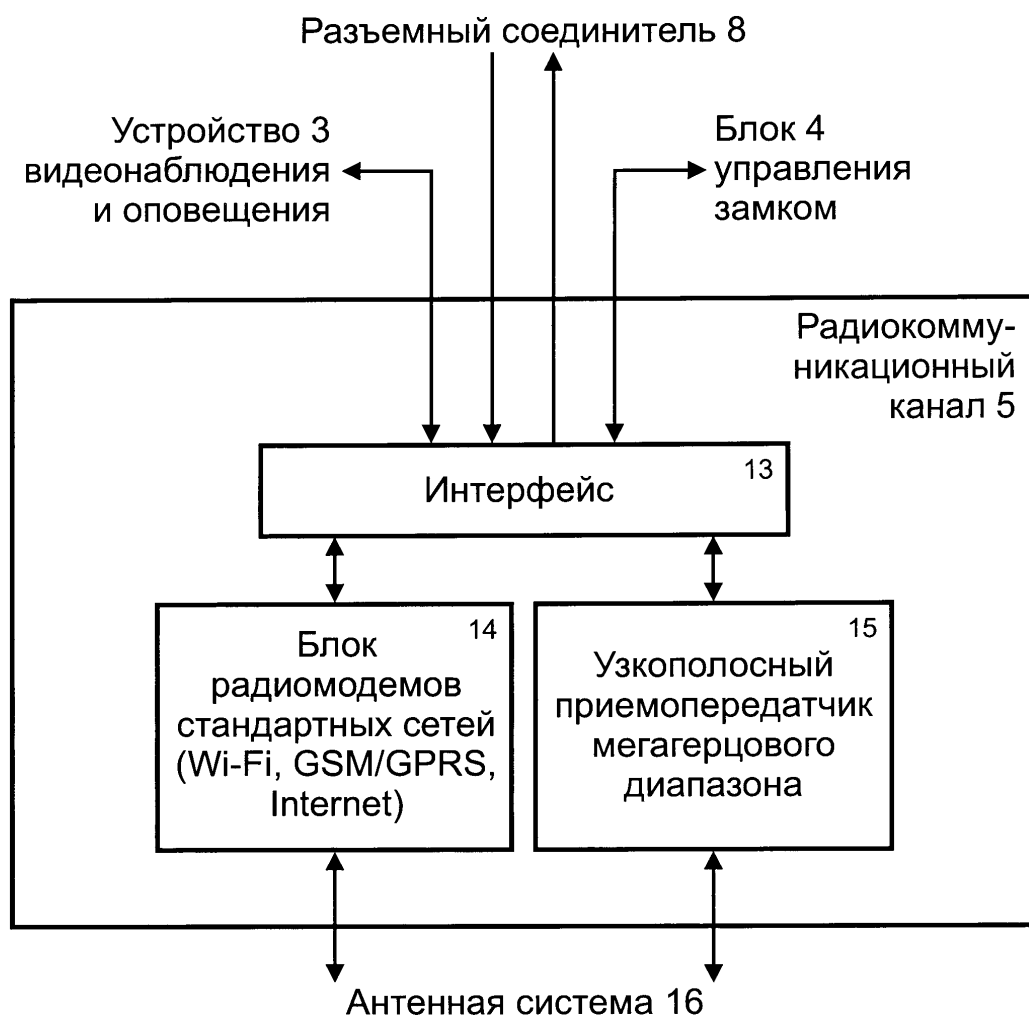 Разъемный соединитель 8
Устройство 3
видеонаблюдения
и оповещения
Блок 4
управления
замком
Радиокомму-
никационный
канал 5
13
Интерфейс
14
Блок
радиомодемов
стандартных сетей
(Wi-Fi, GSM/GPRS,
Internet)
15
Узкополосный
приемопередатчик
мегагерцового
диапазона
Антенная система 16